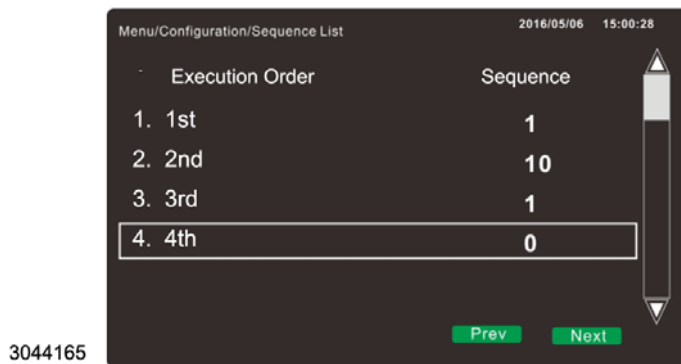 Menu/Configuration/Sequence List 2016/05/06 15:00:28
Execution Order Sequence
1. 1st 1
2. 2nd 10
3. 3rd 1
4. 4th 0
Prev Next
3044165